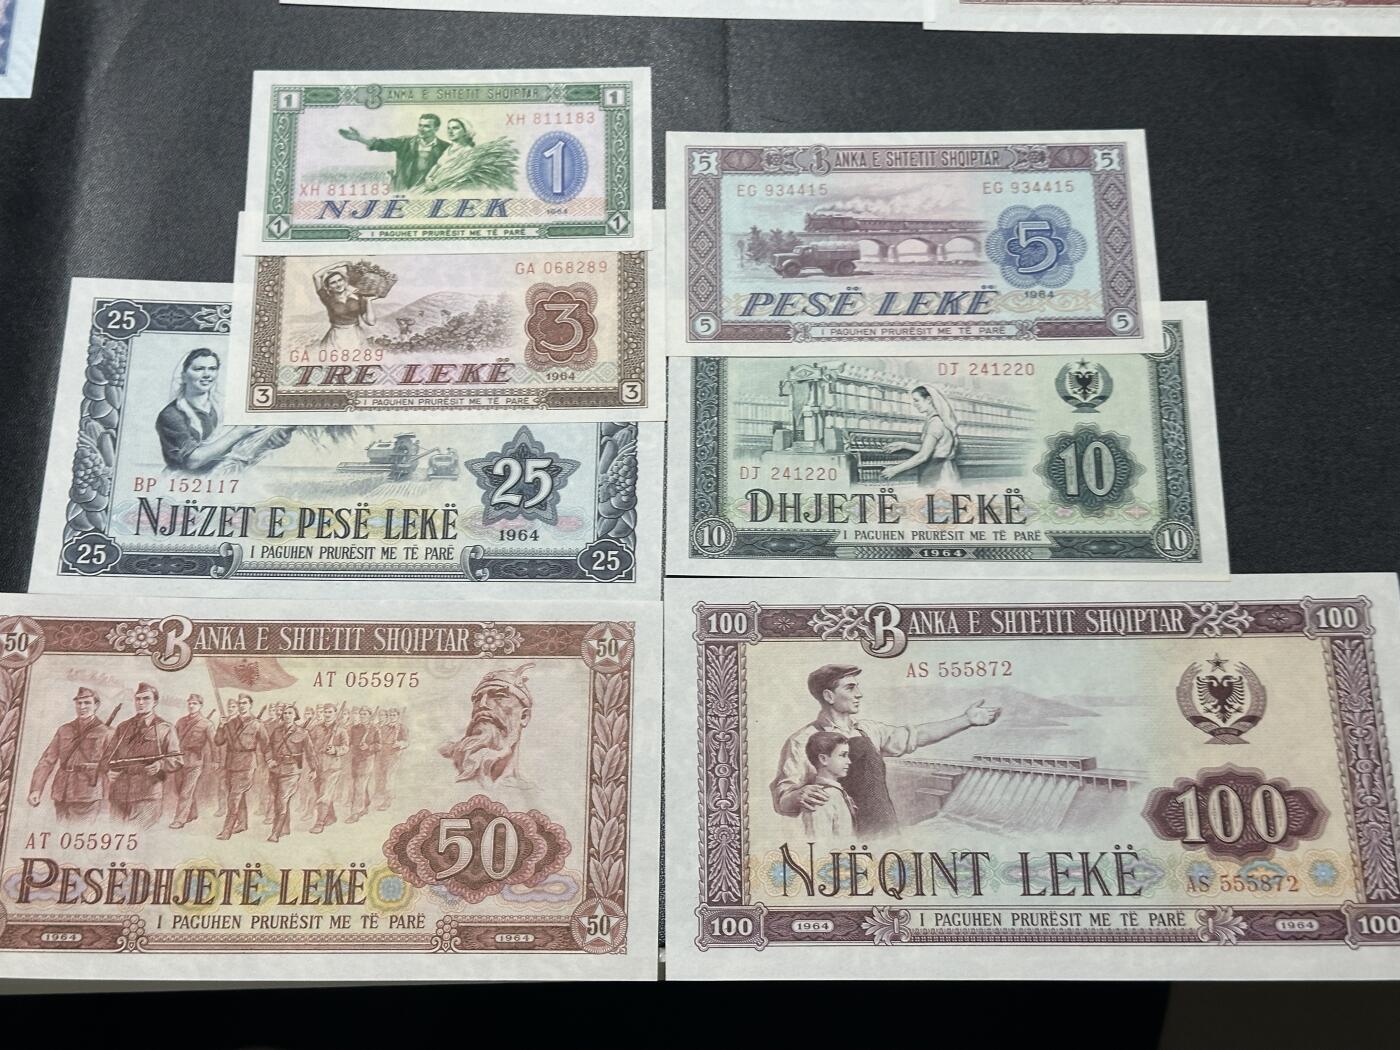 1 BANKA E SHTETIT SHQIPTAR 1
XH 811183
1
XH 811183
NJË LEK
1964
1 I PAGUHET PRURËSIT ME TË PARË 1
GA 068289
3
GA 068289
TRE LEKË 1964
3 I PAGUHEN PRURËSIT ME TË PARË 3
25
BP 152117
25
NJËZET E PESË LEKË 1964
25 I PAGUHEN PRURËSIT ME TË PARË 25
50 BANKA E SHTETIT SHQIPTAR 50
AT 055975
AT 055975
50
PESËDHJETË LEKË
I PAGUHEN PRURËSIT ME TË PARË 50
1964 1964
5 BANKA E SHTETIT SHQIPTAR 5
EG 934415 EG 934415
5
PESË LEKË 1964
5 I PAGUHEN PRURËSIT ME TË PARË 5
DJ 241220
10
DJ 241220
DHJETË LEKË
10 I PAGUHEN PRURËSIT ME TË PARË 10
1964
100 BANKA E SHTETIT SHQIPTAR 100
AS 555872
100
NJËQINT LEKË AS 555872
100 1964 I PAGUHEN PRURËSIT ME TË PARË 1964 100